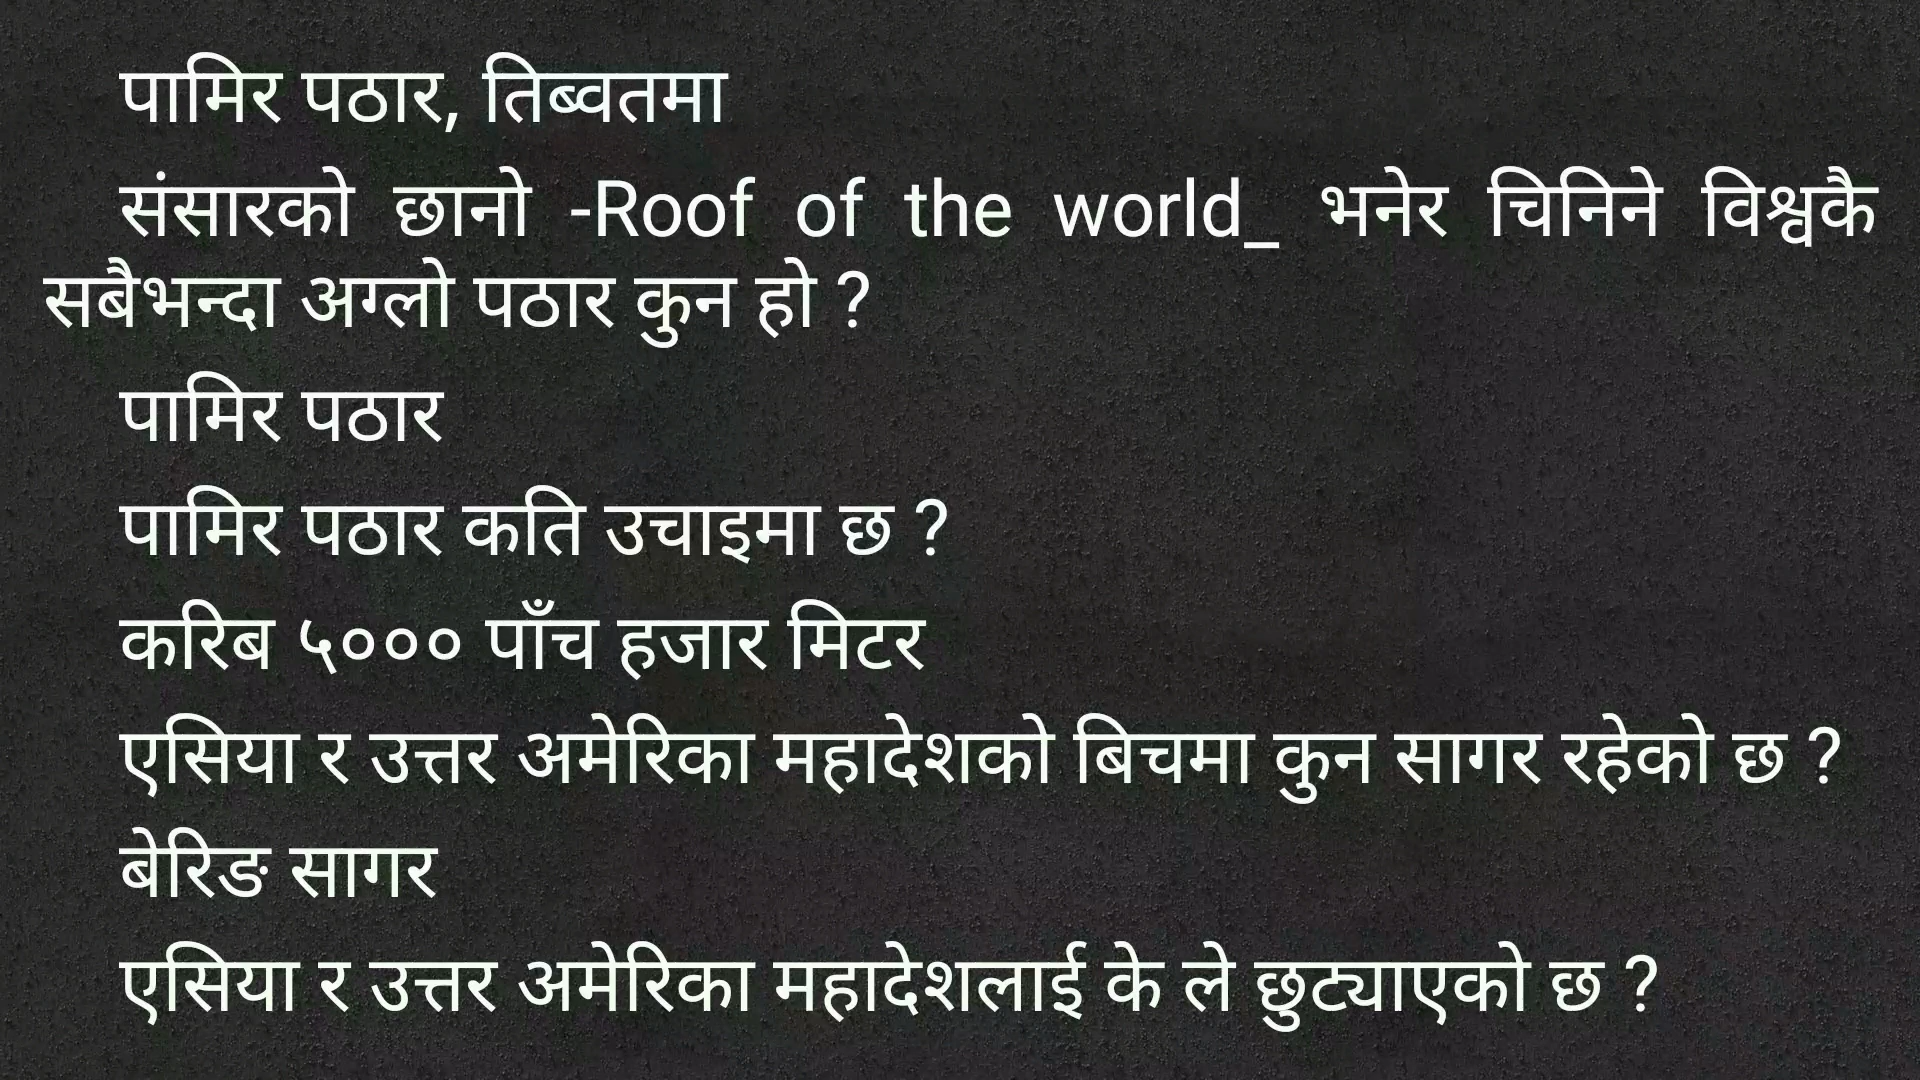 पामिर पठार, तिब्वतमा
संसारको छानो -Roof of the world_ भनेर चिनिने विश्वकै
सबैभन्दा अग्लो पठार कुन हो ?
पामिर पठार
पामिर पठार कति उचाइमा छ ?
करिब ५००० पाँच हजार मिटर
एसिया र उत्तर अमेरिका महादेशको बिचमा कुन सागर रहेको छ ?
बेरिङ सागर
एसिया र उत्तर अमेरिका महादेशलाई के ले छुट्याएको छ ?